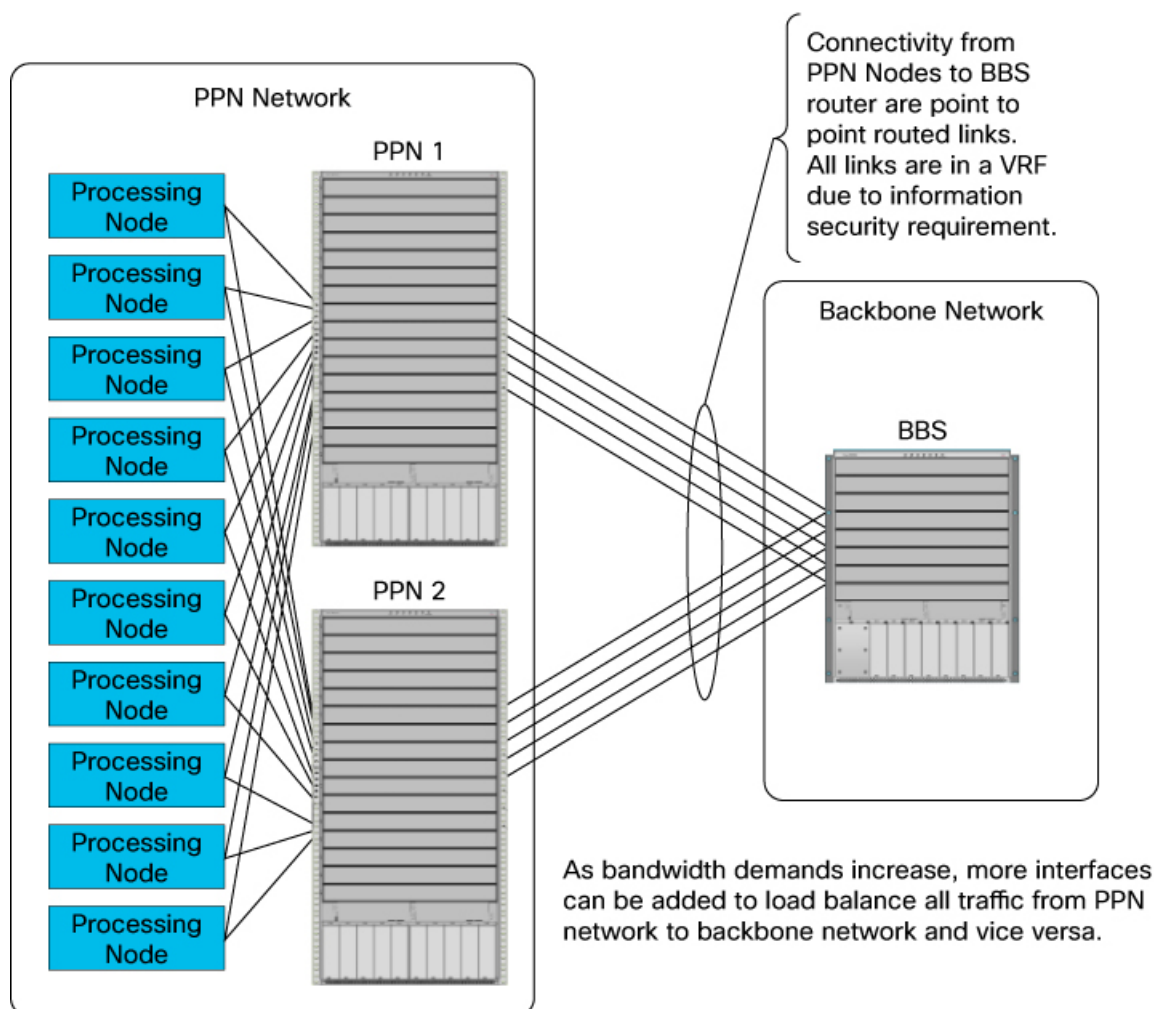 Connectivity from
PPN Nodes to BBS
router are point to
point routed links.
All links are in a VRF
due to information
security requirement.
PPN Network
PPN 1
Processing
Node
Processing
Node
Processing
Node
Processing
Node
Processing
Node
Processing
Node
Processing
Node
Processing
Node
Processing
Node
Processing
Node
PPN 2
Backbone Network
BBS
As bandwidth demands increase, more interfaces
can be added to load balance all traffic from PPN
network to backbone network and vice versa.